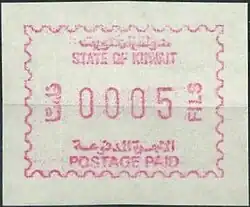 دولة الكويت
STATE OF KUWAIT
فلس 0005 FILS
الأجرة المدفوعة
POSTAGE PAID